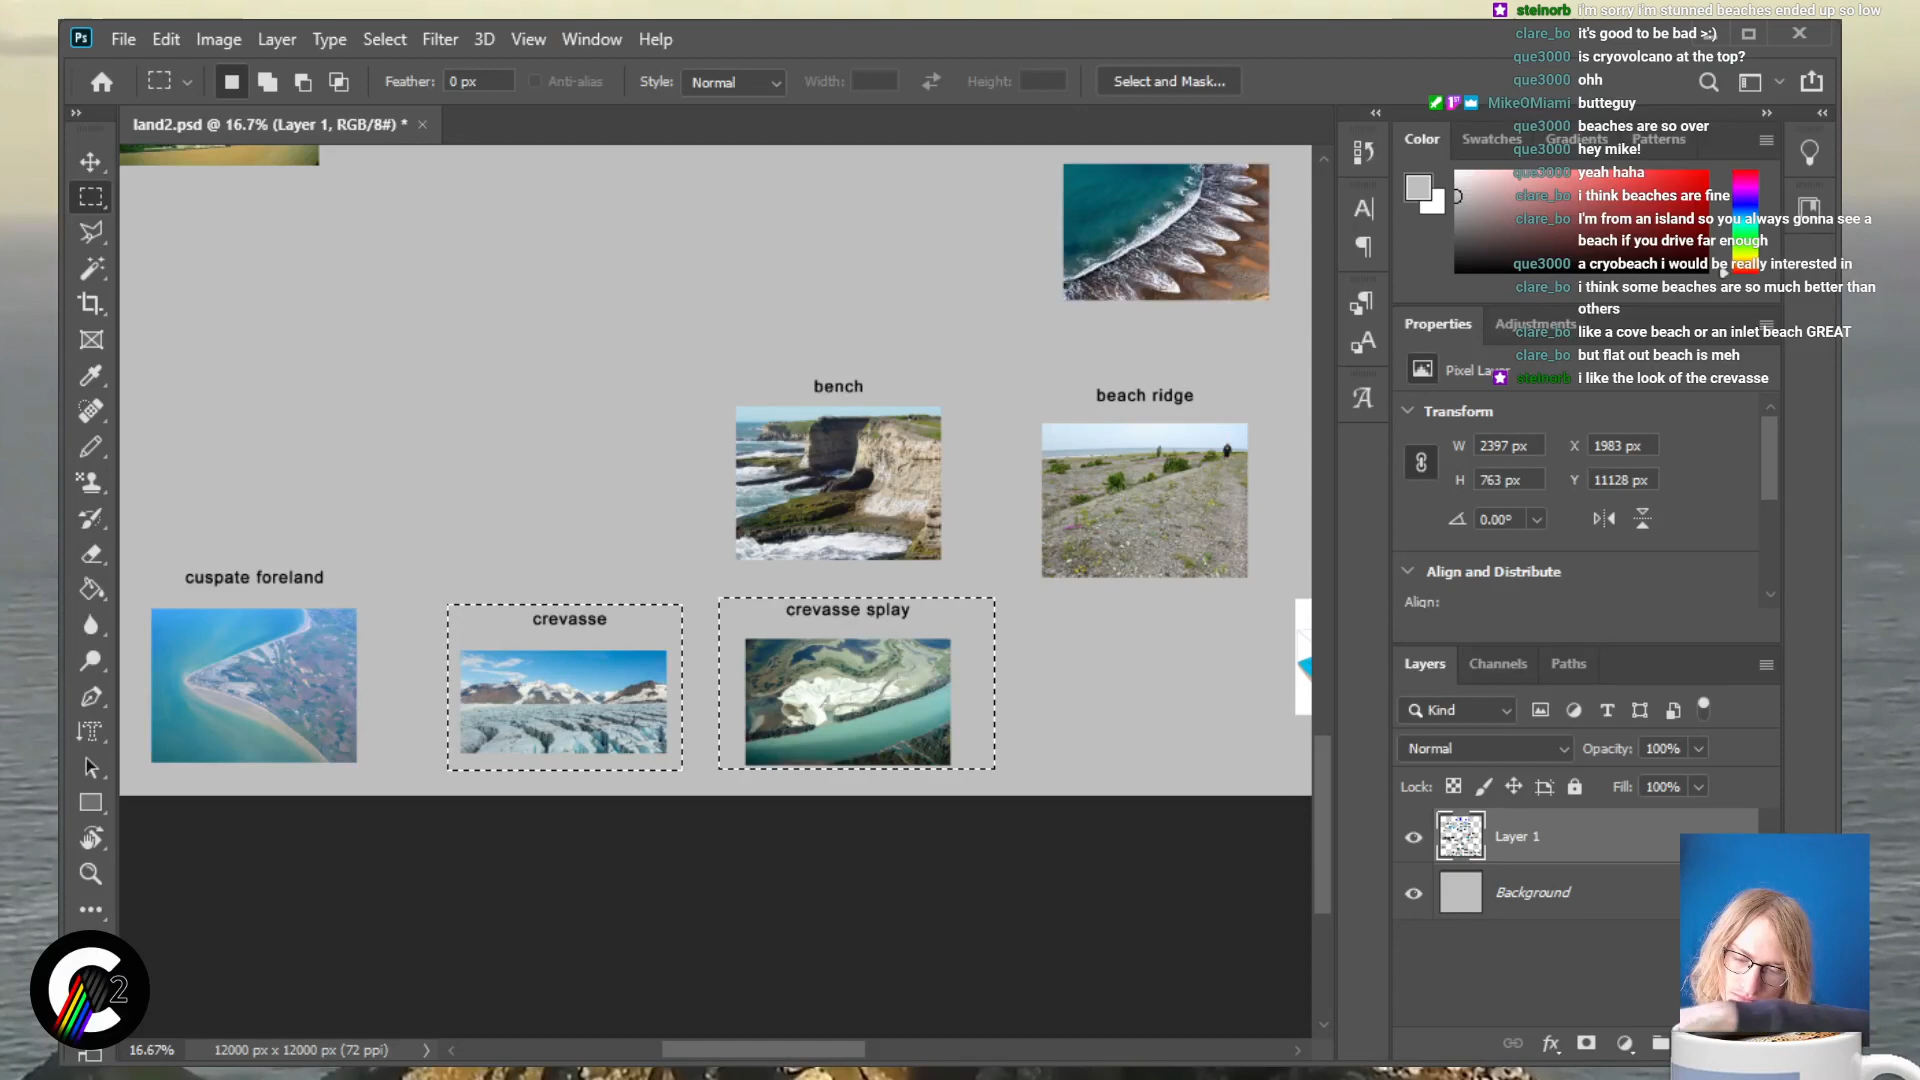 steinorb i'm sorry i'm stunned beaches ended up so low
Ps File Edit Image Layer Type Select Filter 3D View Window Help
clare_bo it's good to be bad >:)
que3000 is cryovolcano at the top?
Feather: 0 px Anti-alias Style: Normal Width: Height: Select and Mask...
que3000 ohh
MikeOMiami butteguy
land2.psd @ 16.7% (Layer 1, RGB/8#) *
que3000 beaches are so over
Color Swatches Gradients Patterns
que3000 hey mike!
que3000 yeah haha
clare_bo i think beaches are fine
clare_bo I'm from an island so you always gonna see a
beach if you drive far enough
que3000 a cryobeach i would be really interested in
clare_bo i think some beaches are so much better than
others
Properties Adjustments
clare_bo like a cove beach or an inlet beach GREAT
clare_bo but flat out beach is meh
Pixel Layer
steinorb i like the look of the crevasse
bench
beach ridge
Transform
W 2397 px X 1983 px
H 763 px Y 11128 px
0.00°
cuspate foreland
crevasse
crevasse splay
Align and Distribute
Align:
Layers Channels Paths
Kind
Normal Opacity: 100%
Lock: Fill: 100%
Layer 1
Background
C2
16.67% 12000 px x 12000 px (72 ppi)
fx